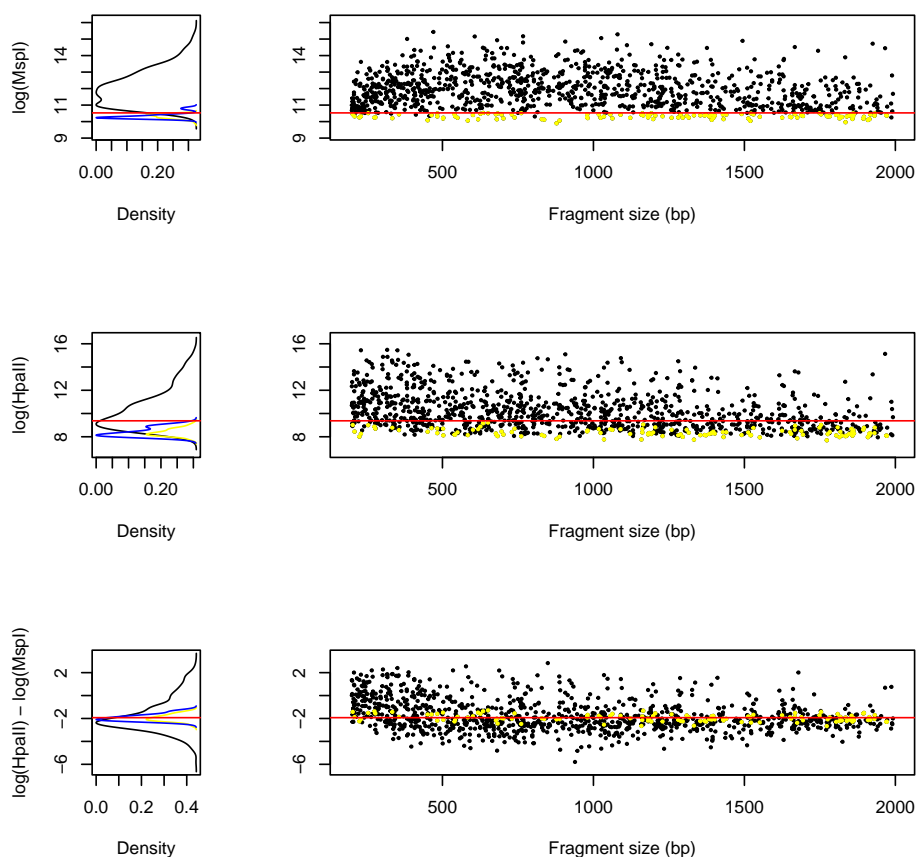 log(MspI)
9 11 14
0.00 0.20
Density
9 11 14
500 1000 1500 2000
Fragment size (bp)
log(HpaII)
8 12 16
0.00 0.20
Density
8 12 16
500 1000 1500 2000
Fragment size (bp)
log(HpaII) − log(MspI)
−6 −2 2
0.0 0.2 0.4
Density
−6 −2 2
500 1000 1500 2000
Fragment size (bp)